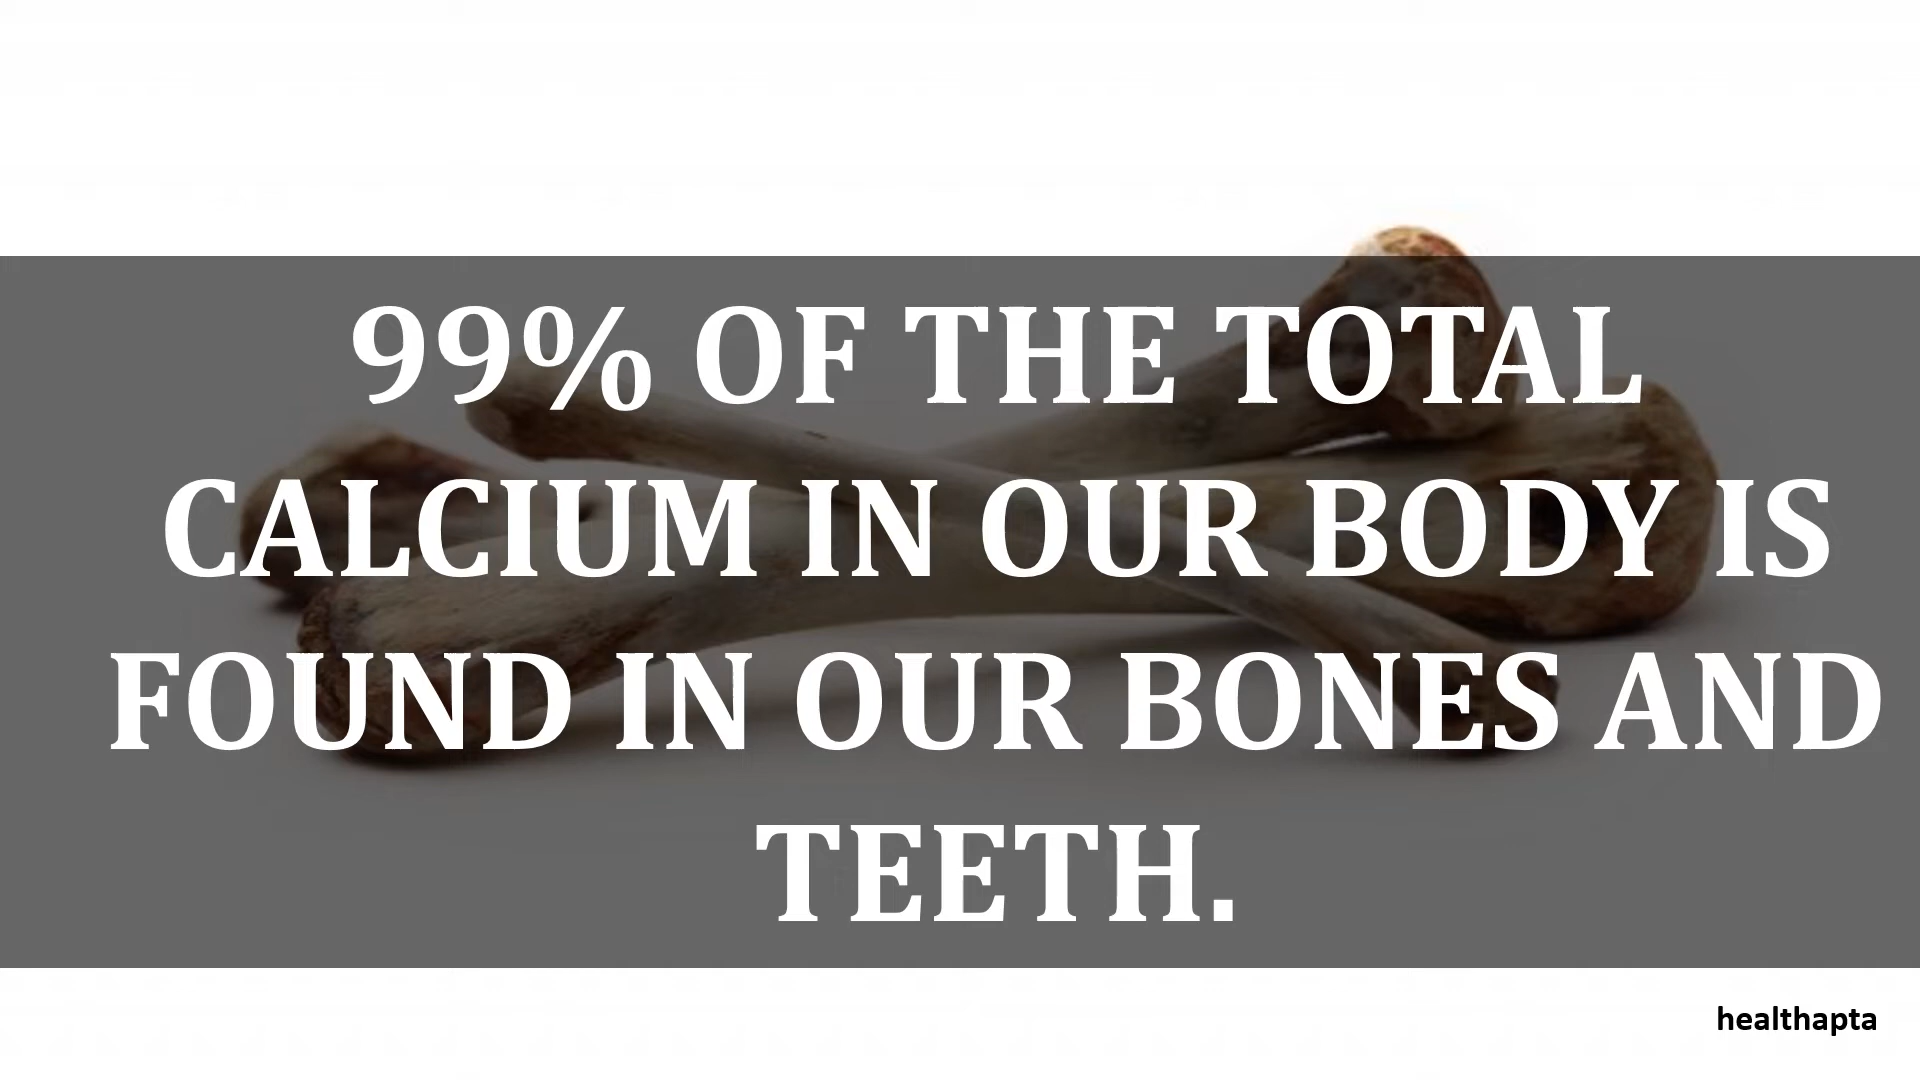 99% OF THE TOTAL
CALCIUM IN OUR BODY IS
FOUND IN OUR BONES AND
TEETH.
healthapta